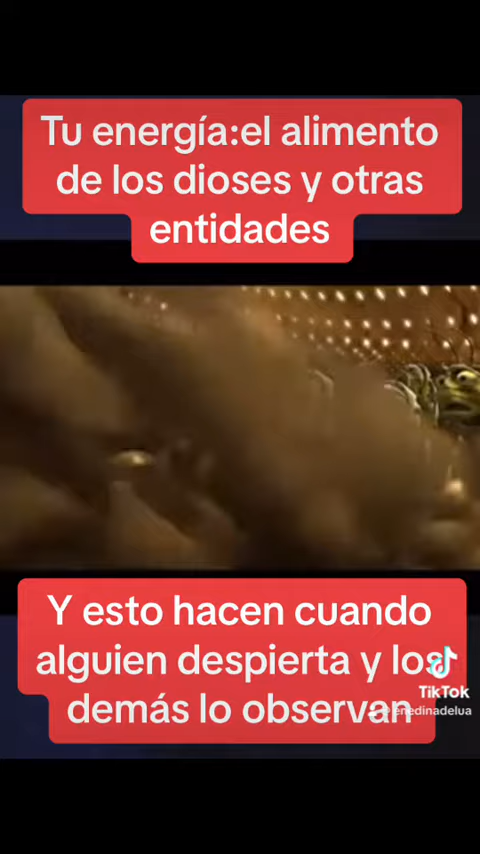 Tu energía:el alimento
de los dioses y otras
entidades
Y esto hacen cuando
alguien despierta y los
demás lo observan
TikTok
@enedinadelua